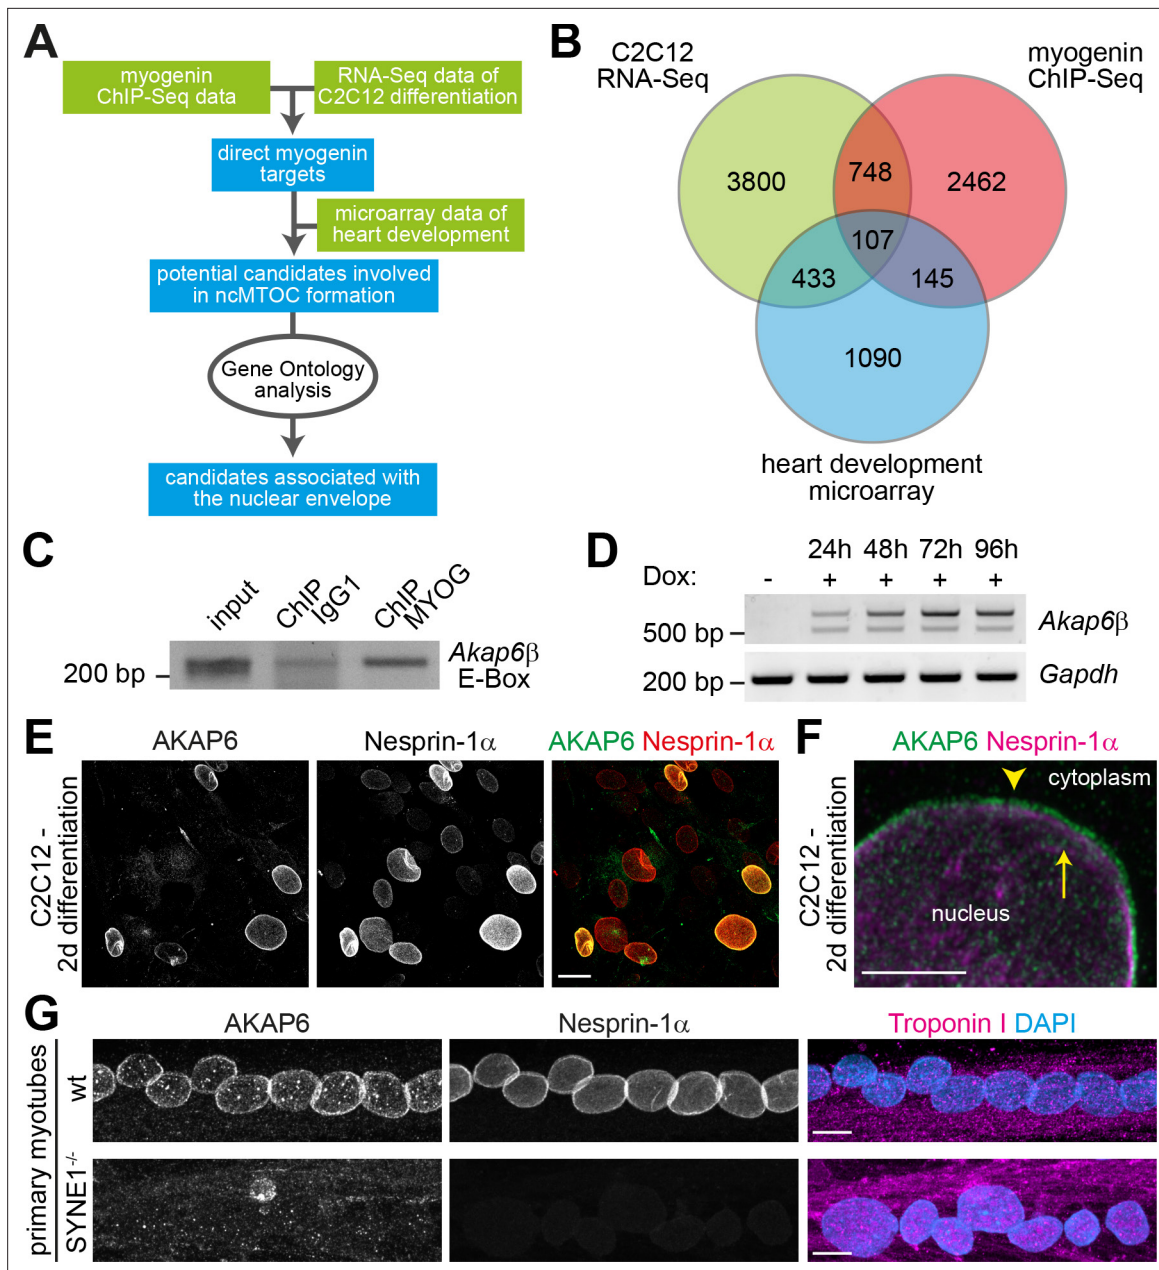 A
myogenin
ChIP-Seq data
RNA-Seq data of
C2C12 differentiation
direct myogenin
targets
microarray data of
heart development
potential candidates involved
in ncMTOC formation
Gene Ontology
analysis
candidates associated with
the nuclear envelope
B
C2C12
RNA-Seq
myogenin
ChIP-Seq
3800
748
2462
107
433
145
1090
heart development
microarray
C
input
ChIP
IgG1
ChIP
MYOG
200 bp
Akap6β
E-Box
D
24h 48h 72h 96h
Dox: - + + + +
500 bp
Akap6β
200 bp
Gapdh
E
AKAP6
Nesprin-1α
AKAP6 Nesprin-1α
C2C12 -
2d differentiation
F
AKAP6 Nesprin-1α
C2C12 -
2d differentiation
cytoplasm
nucleus
G
AKAP6
Nesprin-1α
Troponin I DAPI
primary myotubes
wt
SYNE1-/-